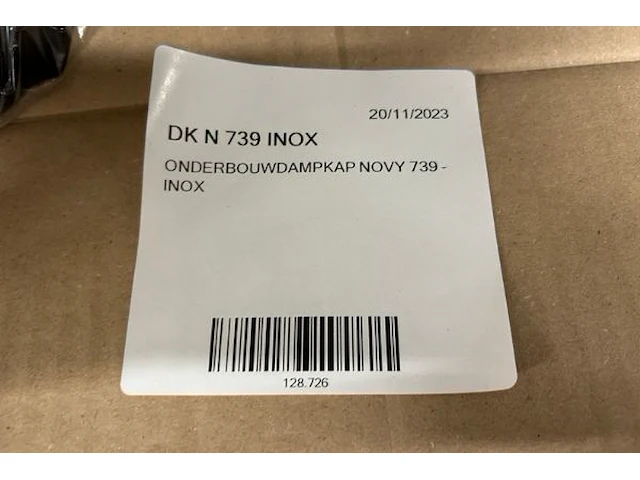 20/11/2023
DK N 739 INOX
ONDERBOUWDAMPKAP NOVY 739 -
INOX
128.726